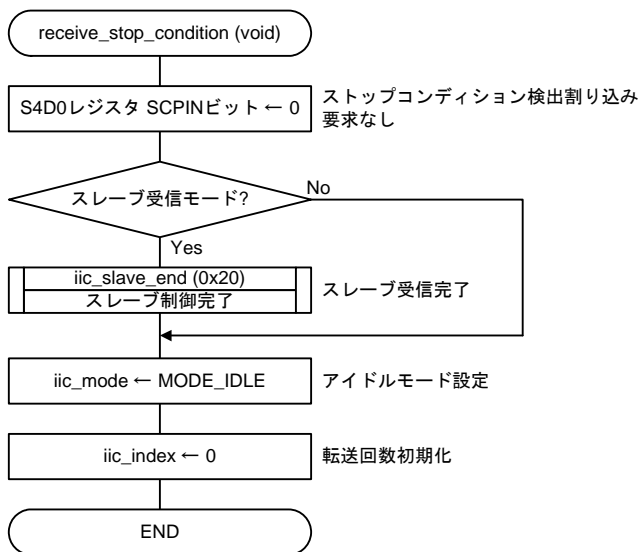 receive_stop_condition (void)
S4D0レジスタ SCPINビット ← 0
ストップコンディション検出割り込み
要求なし
スレーブ受信モード?
No
Yes
iic_slave_end (0x20)
スレーブ制御完了
スレーブ受信完了
iic_mode ← MODE_IDLE
アイドルモード設定
iic_index ← 0
転送回数初期化
END